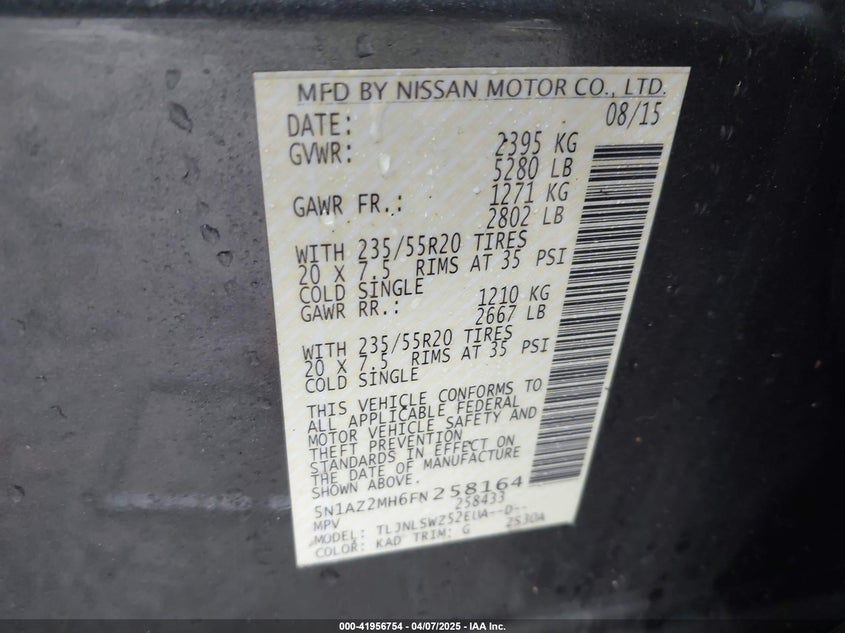 MFD BY NISSAN MOTOR CO., LTD.
DATE: 08/15
GVWR: 2395 KG
5280 LB
GAWR FR.: 1271 KG
2802 LB
WITH 235/55R20 TIRES
20 X 7.5 RIMS AT 35 PSI
COLD SINGLE
GAWR RR.: 1210 KG
2667 LB
WITH 235/55R20 TIRES
20 X 7.5 RIMS AT 35 PSI
COLD SINGLE
THIS VEHICLE CONFORMS TO
ALL APPLICABLE FEDERAL
MOTOR VEHICLE SAFETY AND
THEFT PREVENTION
STANDARDS IN EFFECT ON
THE DATE OF MANUFACTURE
SHOWN ABOVE.
5N1AZ2MH6FN258164
MPV 258433
MODEL: TLJNLSWZ52EUA--D--
COLOR: KAD TRIM: G 2S30A
000-41956754 - 04/07/2025 - IAA Inc.